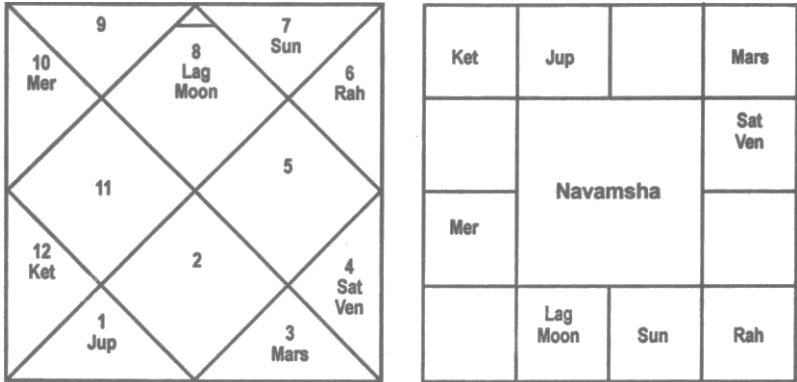 9
7
Sun
10
Mer
8
Lag
Moon
6
Rah
11
5
12
Ket
2
4
Sat
Ven
1
Jup
3
Mars
Ket
Jup
Mars
Sat
Ven
Navamsha
Mer
Lag
Moon
Sun
Rah